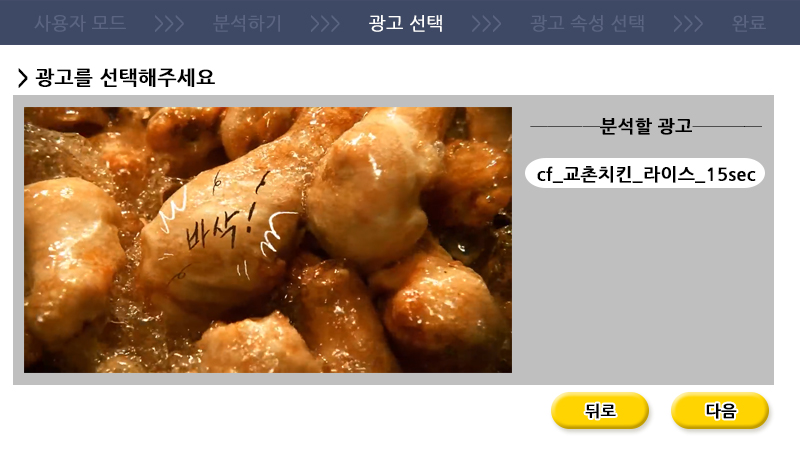 사용자 모드 >>> 분석하기 >>> 광고 선택 >>> 광고 속성 선택 >>> 완료
> 광고를 선택해주세요
분석할 광고
cf_교촌치킨_라이스_15sec
바삭!
뒤로 다음